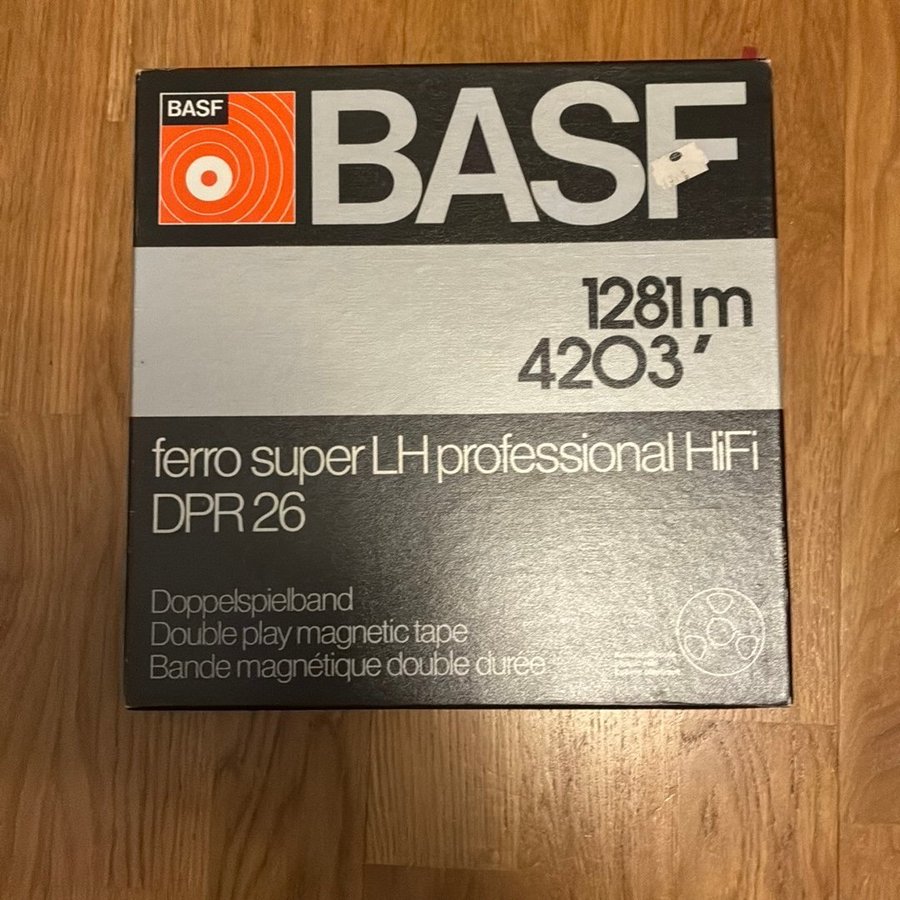 BASF
BASF
1281 m
4203′
ferro super LH professional HiFi
DPR 26
Doppelspielband
Double play magnetic tape
Bande magnétique double durée